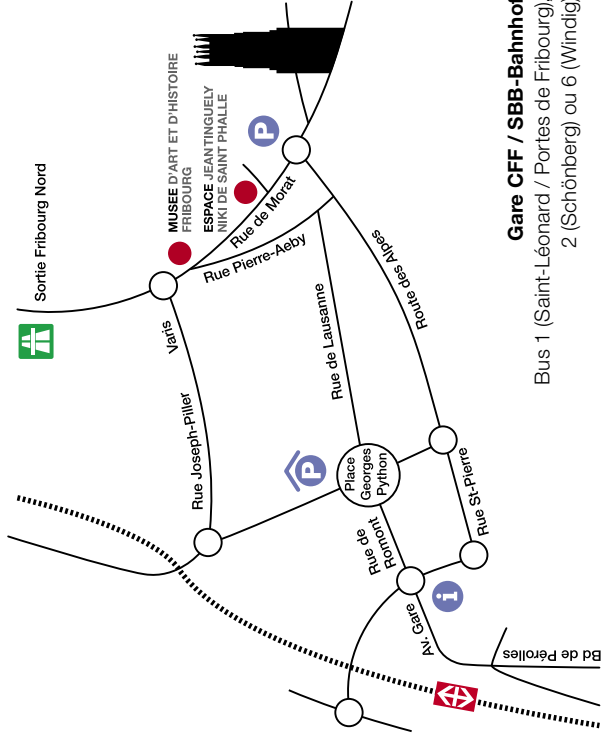 Sortie Fribourg Nord
MUSEE D'ART ET D'HISTOIRE
FRIBOURG
ESPACE JEAN TINGUELY
NIKI DE SAINT PHALLE
P
Rue de Morat
Rue Pierre-Aeby
Varis
Rue Joseph-Piller
Rue de Lausanne
Route des Alpes
P
Place
Georges
Python
Rue de
Romont
Rue St-Pierre
i
Av. Gare
Bd de Pérolles
Gare CFF / SBB-Bahnhof
Bus 1 (Saint-Léonard / Portes de Fribourg),
2 (Schönberg) ou 6 (Windig)